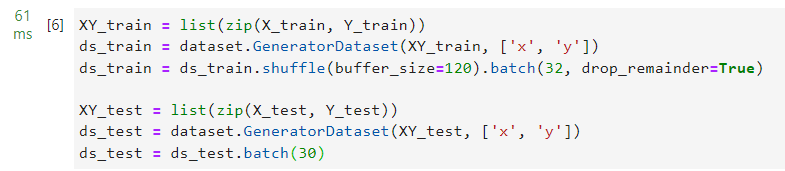 61
ms
[6]
XY_train = list(zip(X_train, Y_train))
ds_train = dataset.GeneratorDataset(XY_train, ['x', 'y'])
ds_train = ds_train.shuffle(buffer_size=120).batch(32, drop_remainder=True)
XY_test = list(zip(X_test, Y_test))
ds_test = dataset.GeneratorDataset(XY_test, ['x', 'y'])
ds_test = ds_test.batch(30)